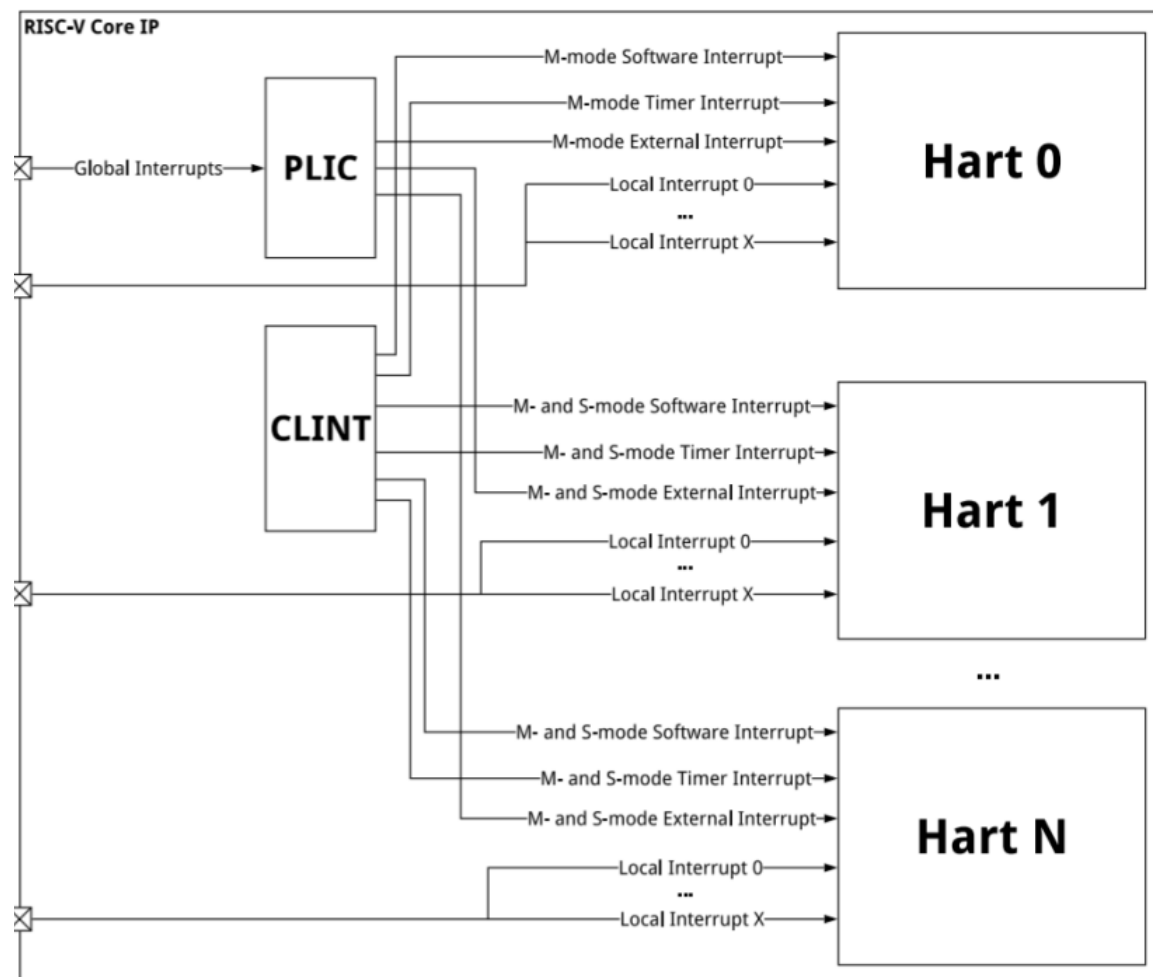 RISC-V Core IP
M-mode Software Interrupt
M-mode Timer Interrupt
M-mode External Interrupt
Global Interrupts
PLIC
Local Interrupt 0
...
Local Interrupt X
Hart 0
CLINT
M- and S-mode Software Interrupt
M- and S-mode Timer Interrupt
M- and S-mode External Interrupt
Local Interrupt 0
...
Local Interrupt X
Hart 1
...
M- and S-mode Software Interrupt
M- and S-mode Timer Interrupt
M- and S-mode External Interrupt
Local Interrupt 0
...
Local Interrupt X
Hart N